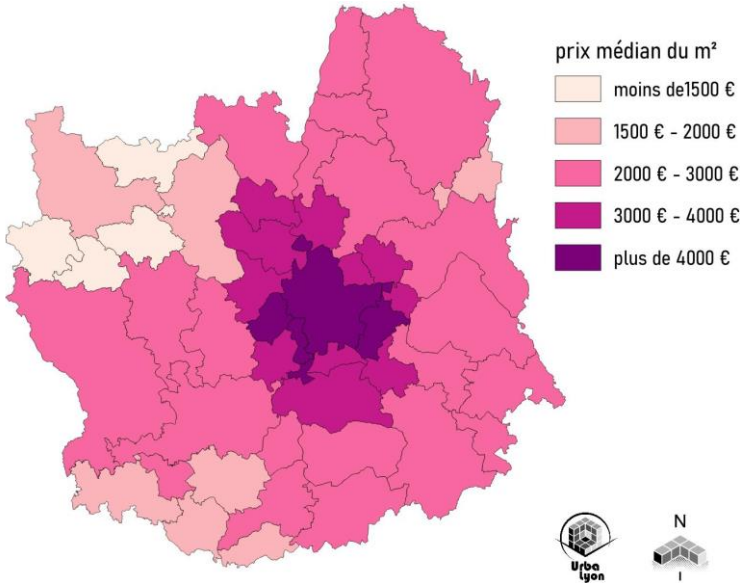 prix médian du m²
moins de1500 €
1500 € - 2000 €
2000 € - 3000 €
3000 € - 4000 €
plus de 4000 €
N
Urba
Lyon